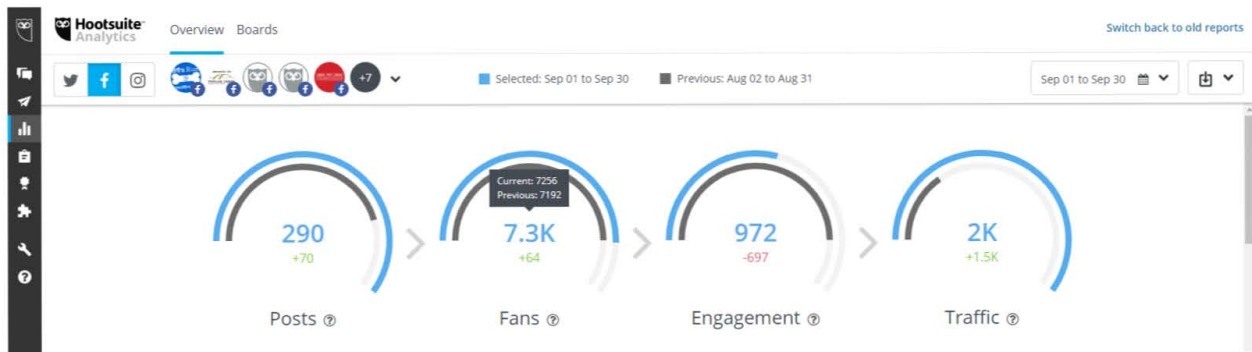 Hootsuite™
Analytics
Overview Boards
Switch back to old reports
+7
Selected: Sep 01 to Sep 30
Previous: Aug 02 to Aug 31
Sep 01 to Sep 30
290
+70
Posts
Current: 7256
Previous: 7192
7.3K
+64
Fans
972
-697
Engagement
2K
+1.5K
Traffic